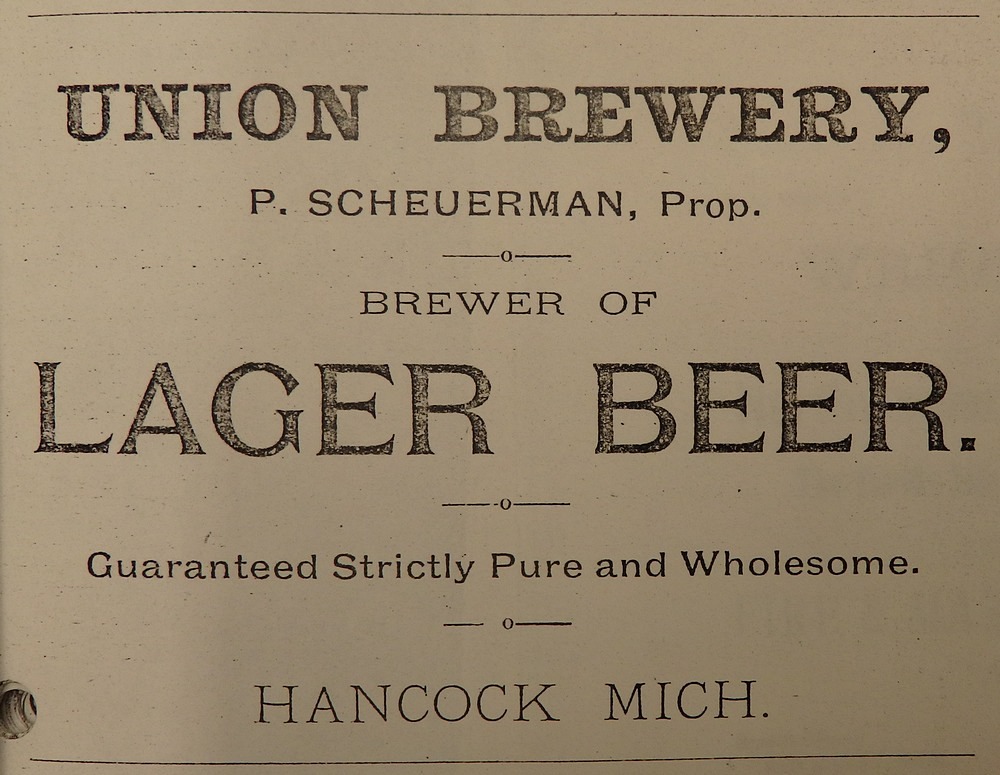 UNION BREWERY,
P. SCHEUERMAN, Prop.
BREWER OF
LAGER BEER.
Guaranteed Strictly Pure and Wholesome.
HANCOCK MICH.